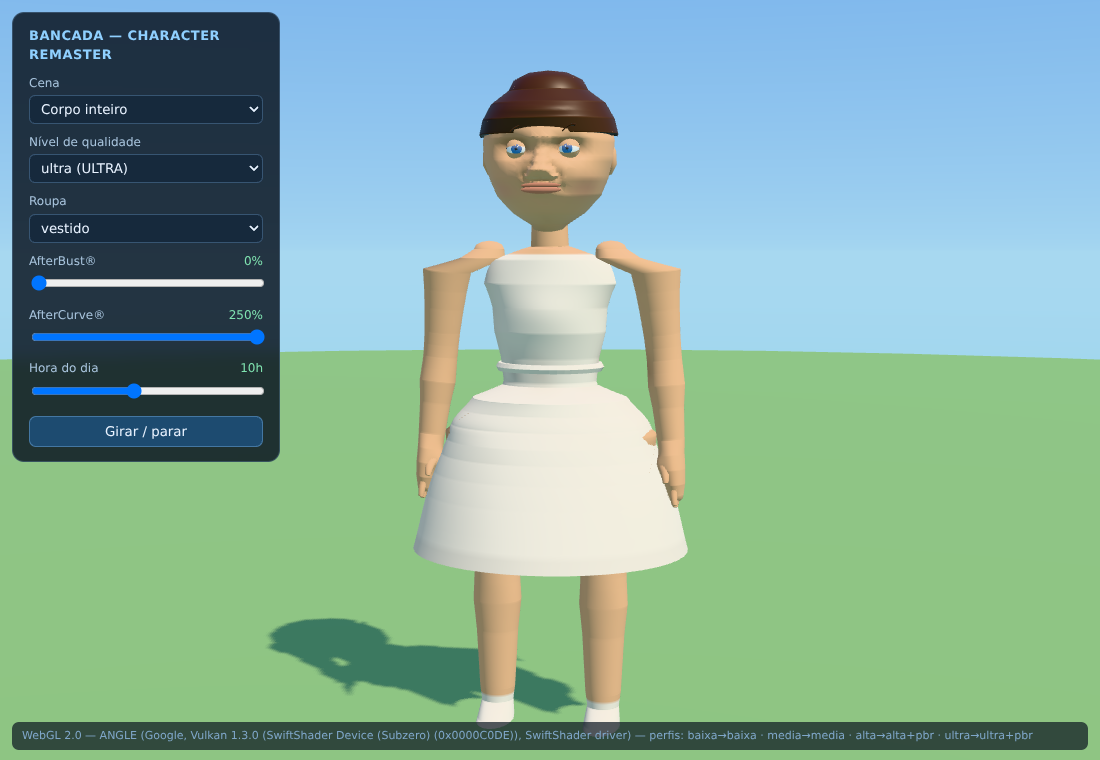 BANCADA — CHARACTER
REMASTER
Cena
Corpo inteiro
Nível de qualidade
ultra (ULTRA)
Roupa
vestido
AfterBust® 0%
AfterCurve® 250%
Hora do dia 10h
Girar / parar
WebGL 2.0 — ANGLE (Google, Vulkan 1.3.0 (SwiftShader Device (Subzero) (0x0000C0DE)), SwiftShader driver) — perfis: baixa→baixa · media→media · alta→alta+pbr · ultra→ultra+pbr